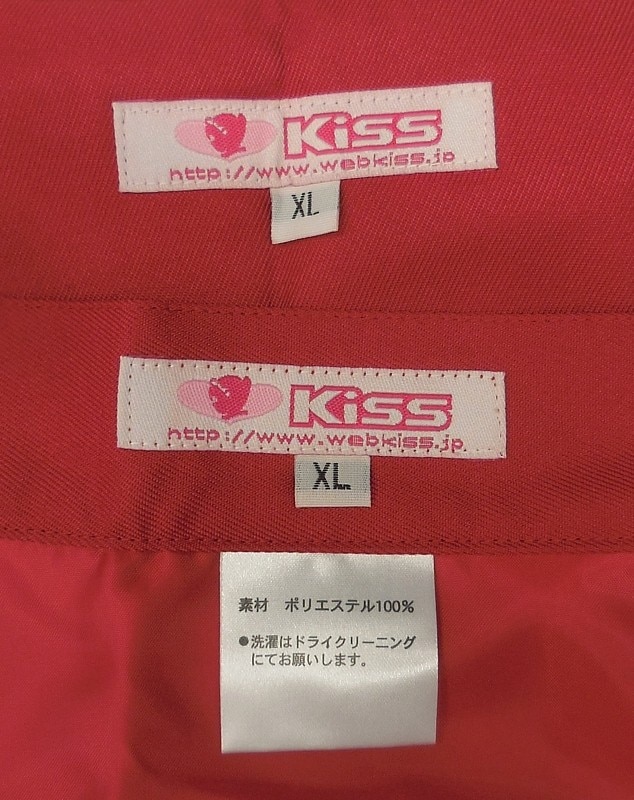 KiSS
http://www.webkiss.jp
XL
KiSS
http://www.webkiss.jp
XL
素材 ポリエステル100%
●洗濯はドライクリーニング
にてお願いします。